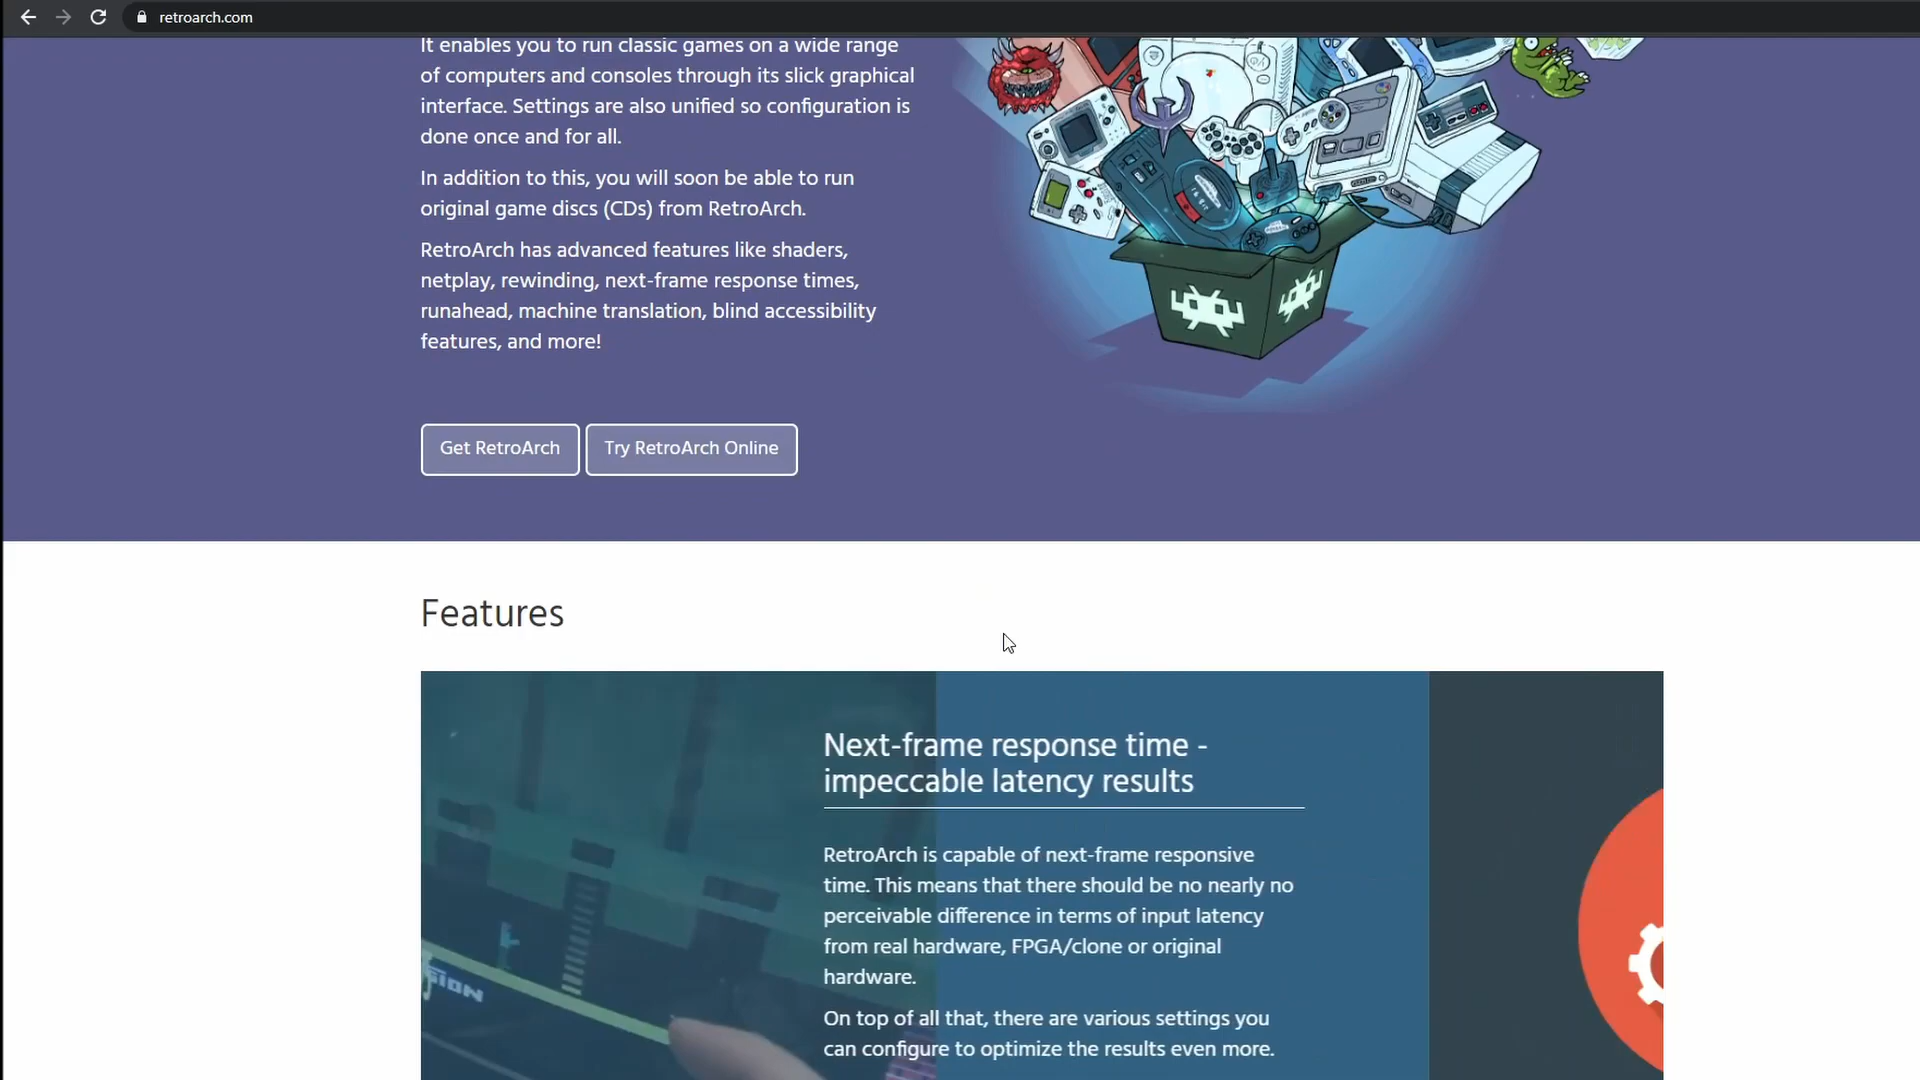 retroarch.com
It enables you to run classic games on a wide range
of computers and consoles through its slick graphical
interface. Settings are also unified so configuration is
done once and for all.
In addition to this, you will soon be able to run
original game discs (CDs) from RetroArch.
RetroArch has advanced features like shaders,
netplay, rewinding, next-frame response times,
runahead, machine translation, blind accessibility
features, and more!
Get RetroArch
Try RetroArch Online
Features
Next-frame response time -
impeccable latency results
RetroArch is capable of next-frame responsive
time. This means that there should be no nearly no
perceivable difference in terms of input latency
from real hardware, FPGA/clone or original
hardware.
On top of all that, there are various settings you
can configure to optimize the results even more.